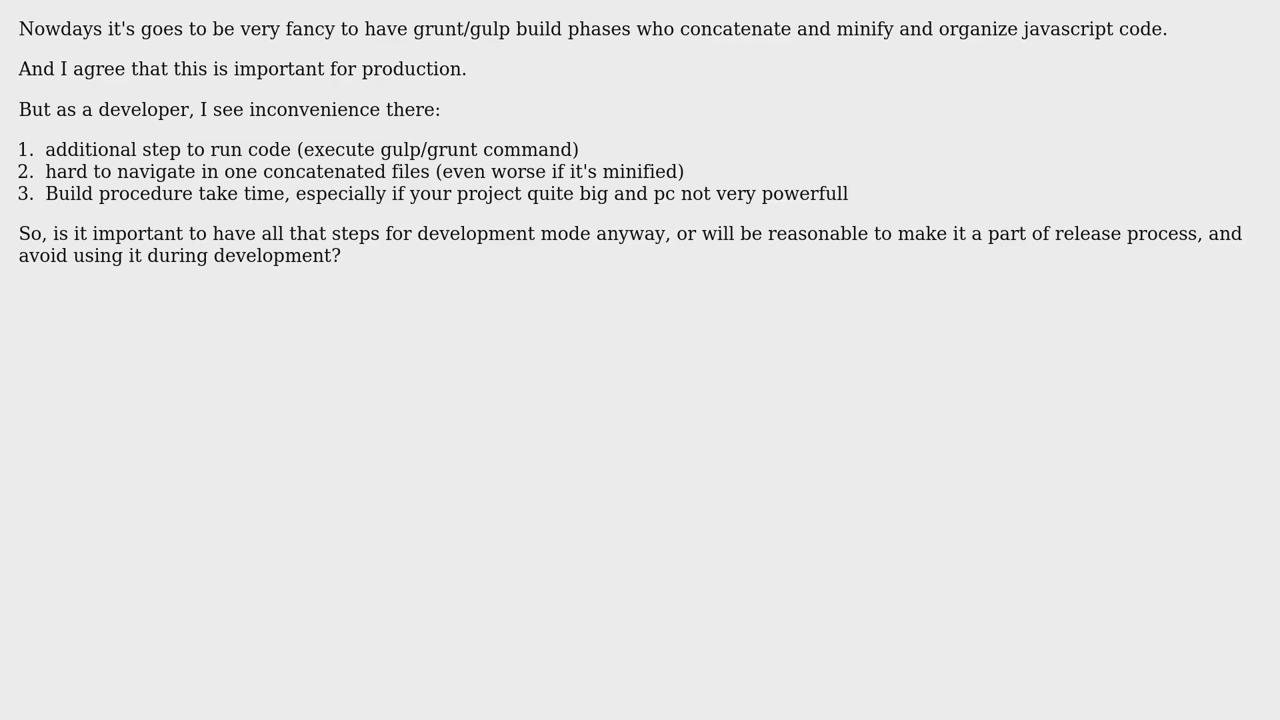 Nowdays it's goes to be very fancy to have grunt/gulp build phases who concatenate and minify and organize javascript code.
And I agree that this is important for production.
But as a developer, I see inconvenience there:
1. additional step to run code (execute gulp/grunt command)
2. hard to navigate in one concatenated files (even worse if it's minified)
3. Build procedure take time, especially if your project quite big and pc not very powerfull
So, is it important to have all that steps for development mode anyway, or will be reasonable to make it a part of release process, and
avoid using it during development?